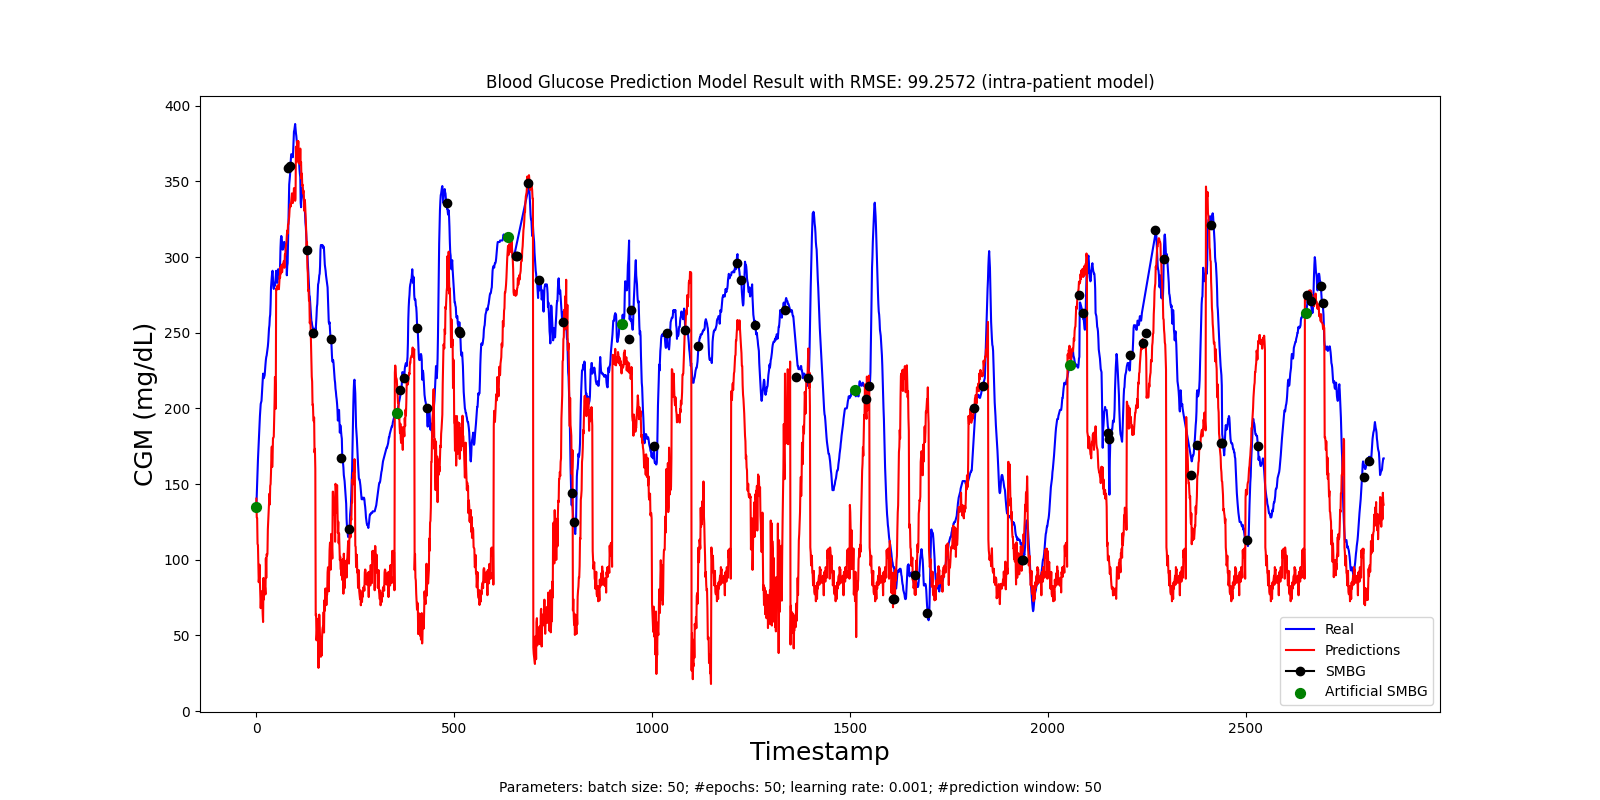 Blood Glucose Prediction Model Result with RMSE: 99.2572 (intra-patient model)
400
350
300
250
200
150
100
50
0
CGM (mg/dL)
Real
Predictions
SMBG
Artificial SMBG
0 500 1000 1500 2000 2500
Timestamp
Parameters: batch size: 50; #epochs: 50; learning rate: 0.001; #prediction window: 50